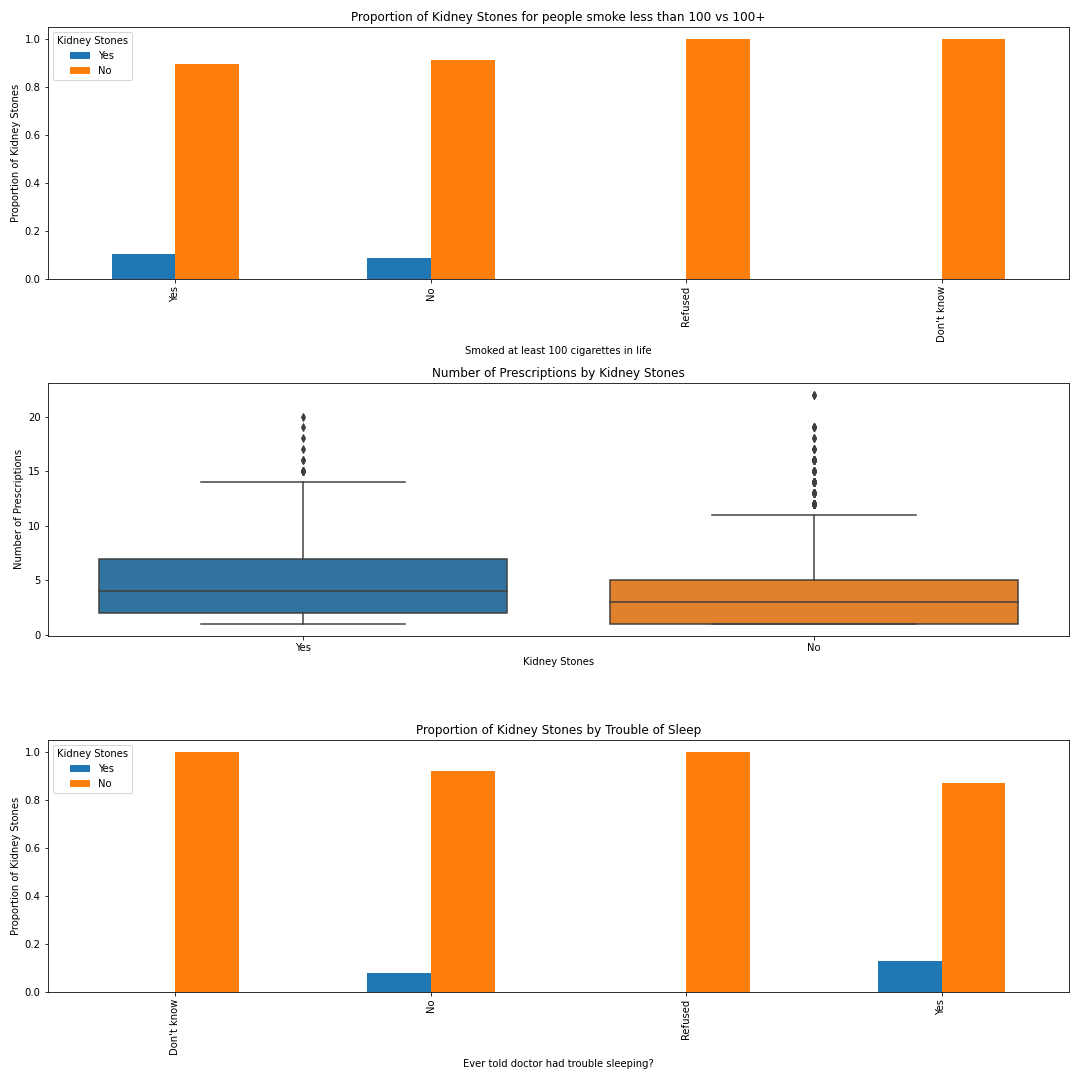 Proportion of Kidney Stones for people smoke less than 100 vs 100+
Kidney Stones
Yes
No
Proportion of Kidney Stones
1.0
0.8
0.6
0.4
0.2
0.0
Yes
No
Refused
Don't know
Smoked at least 100 cigarettes in life
Number of Prescriptions by Kidney Stones
Number of Prescriptions
20
15
10
5
0
Yes
No
Kidney Stones
Proportion of Kidney Stones by Trouble of Sleep
Kidney Stones
Yes
No
Proportion of Kidney Stones
1.0
0.8
0.6
0.4
0.2
0.0
Don't know
No
Refused
Yes
Ever told doctor had trouble sleeping?